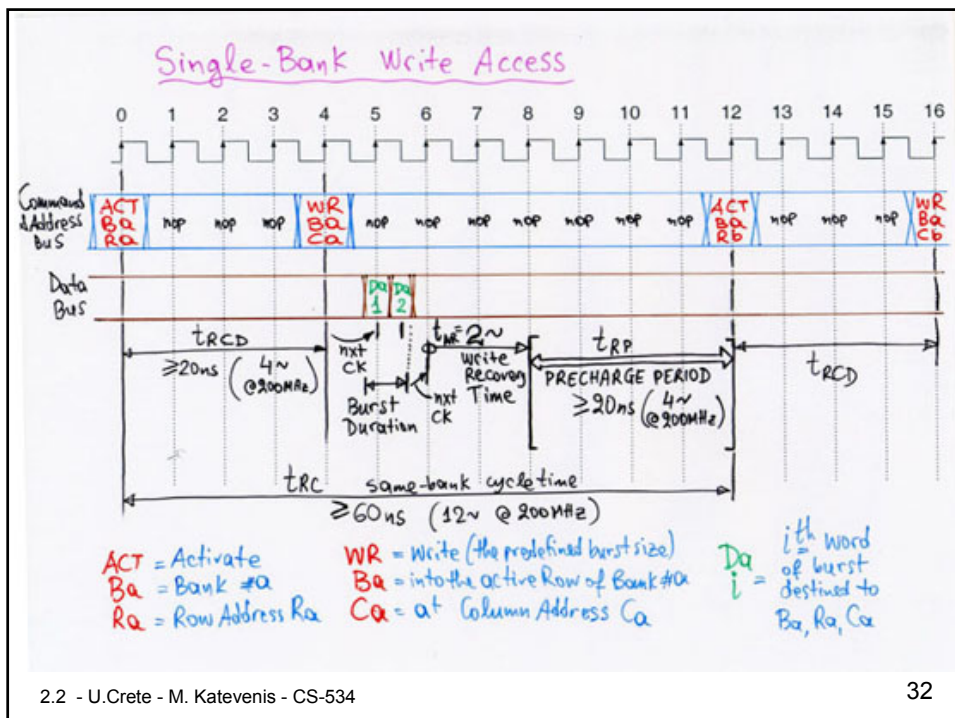 Single-Bank Write Access
0 1 2 3 4 5 6 7 8 9 10 11 12 13 14 15 16
Command
&Address
Bus
ACT
Ba
Ra
nop nop nop
WR
Ba
Ca
nop nop nop nop nop nop nop
ACT
Ba
Rb
nop nop nop
WR
Ba
Cb
Data
Bus
Da
1
Da
2
tRCD
≥20ns (4~ @200MHz)
nxt
CK
Burst
Duration
nxt
CK
= 2~
Write
Recovery
Time
tRP
PRECHARGE PERIOD
≥20ns (4~ @200MHz)
tRCD
tRC same-bank cycle time
≥60ns (12~ @ 200MHz)
ACT = Activate
Ba = Bank #a
Ra = Row Address Ra
WR = Write (the predefined burst size)
Ba = into the active Row of Bank #a
Ca = at Column Address Ca
Da
i
= ith word
of burst
destined to
Ba, Ra, Ca
2.2 - U.Crete - M. Katevenis - CS-534
32